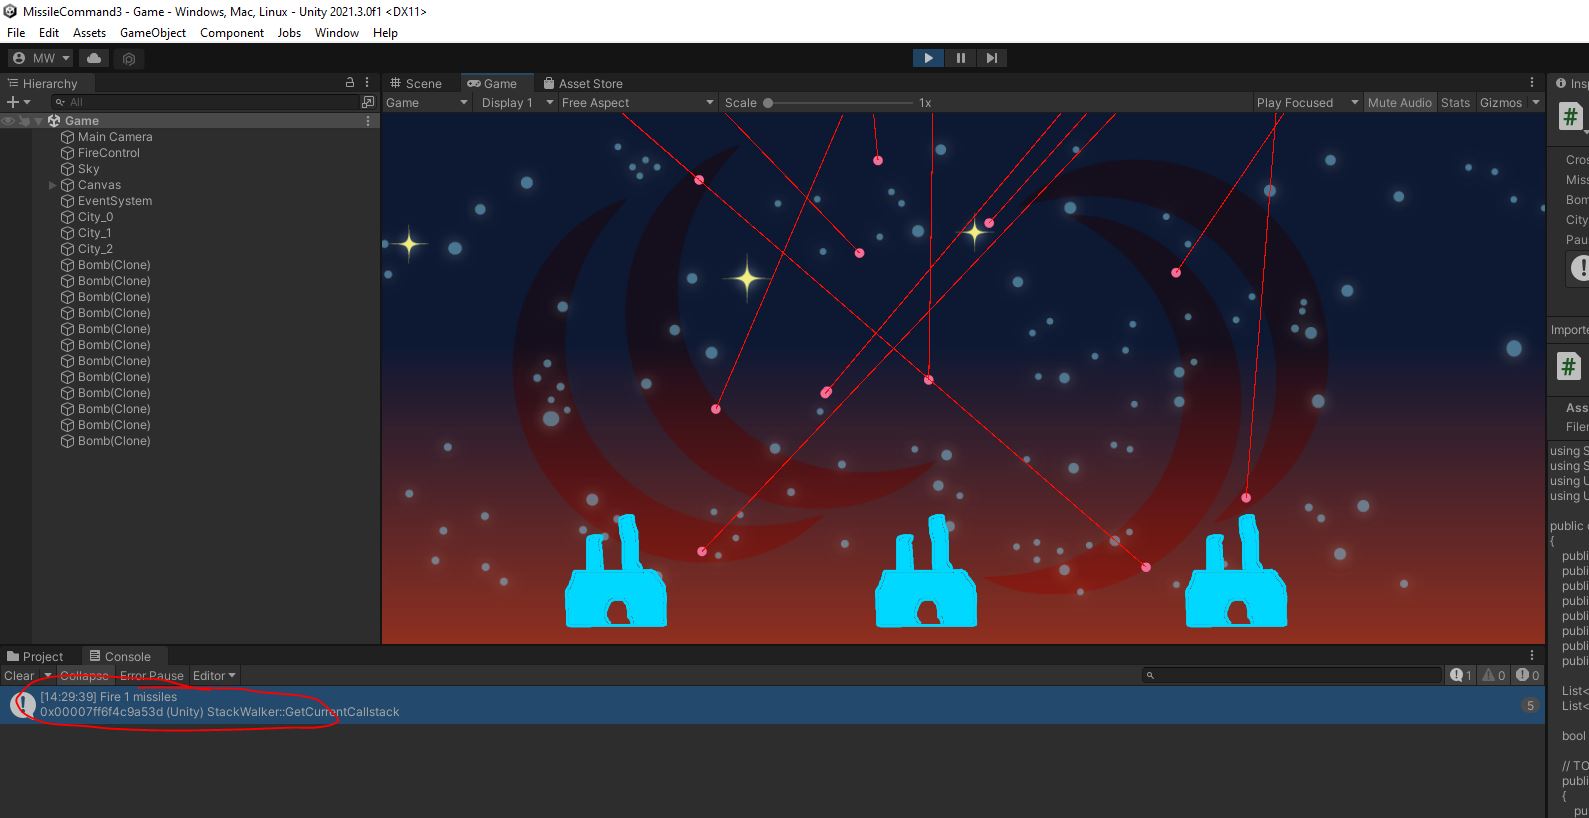 MissileCommand3 - Game - Windows, Mac, Linux - Unity 2021.3.0f1 <DX11>
File Edit Assets GameObject Component Jobs Window Help
MW
Hierarchy
All
Game
Main Camera
FireControl
Sky
Canvas
EventSystem
City_0
City_1
City_2
Bomb(Clone)
Bomb(Clone)
Bomb(Clone)
Bomb(Clone)
Bomb(Clone)
Bomb(Clone)
Bomb(Clone)
Bomb(Clone)
Bomb(Clone)
Bomb(Clone)
Bomb(Clone)
Bomb(Clone)
Scene Game Asset Store
Game Display 1 Free Aspect Scale 1x Play Focused Mute Audio Stats Gizmos
Insp
#
Cros
Miss
Bom
City
Pau
Importe
#
Ass
Filer
using S
using S
using U
using U
public
{
publi
publi
publi
publi
publi
publi
publi
publi
List<
List<
bool
// TO
publi
{
pu
Project Console
Clear Collapse Error Pause Editor 1 0 0
[14:29:39] Fire 1 missiles
0x00007ff6f4c9a53d (Unity) StackWalker::GetCurrentCallstack
5